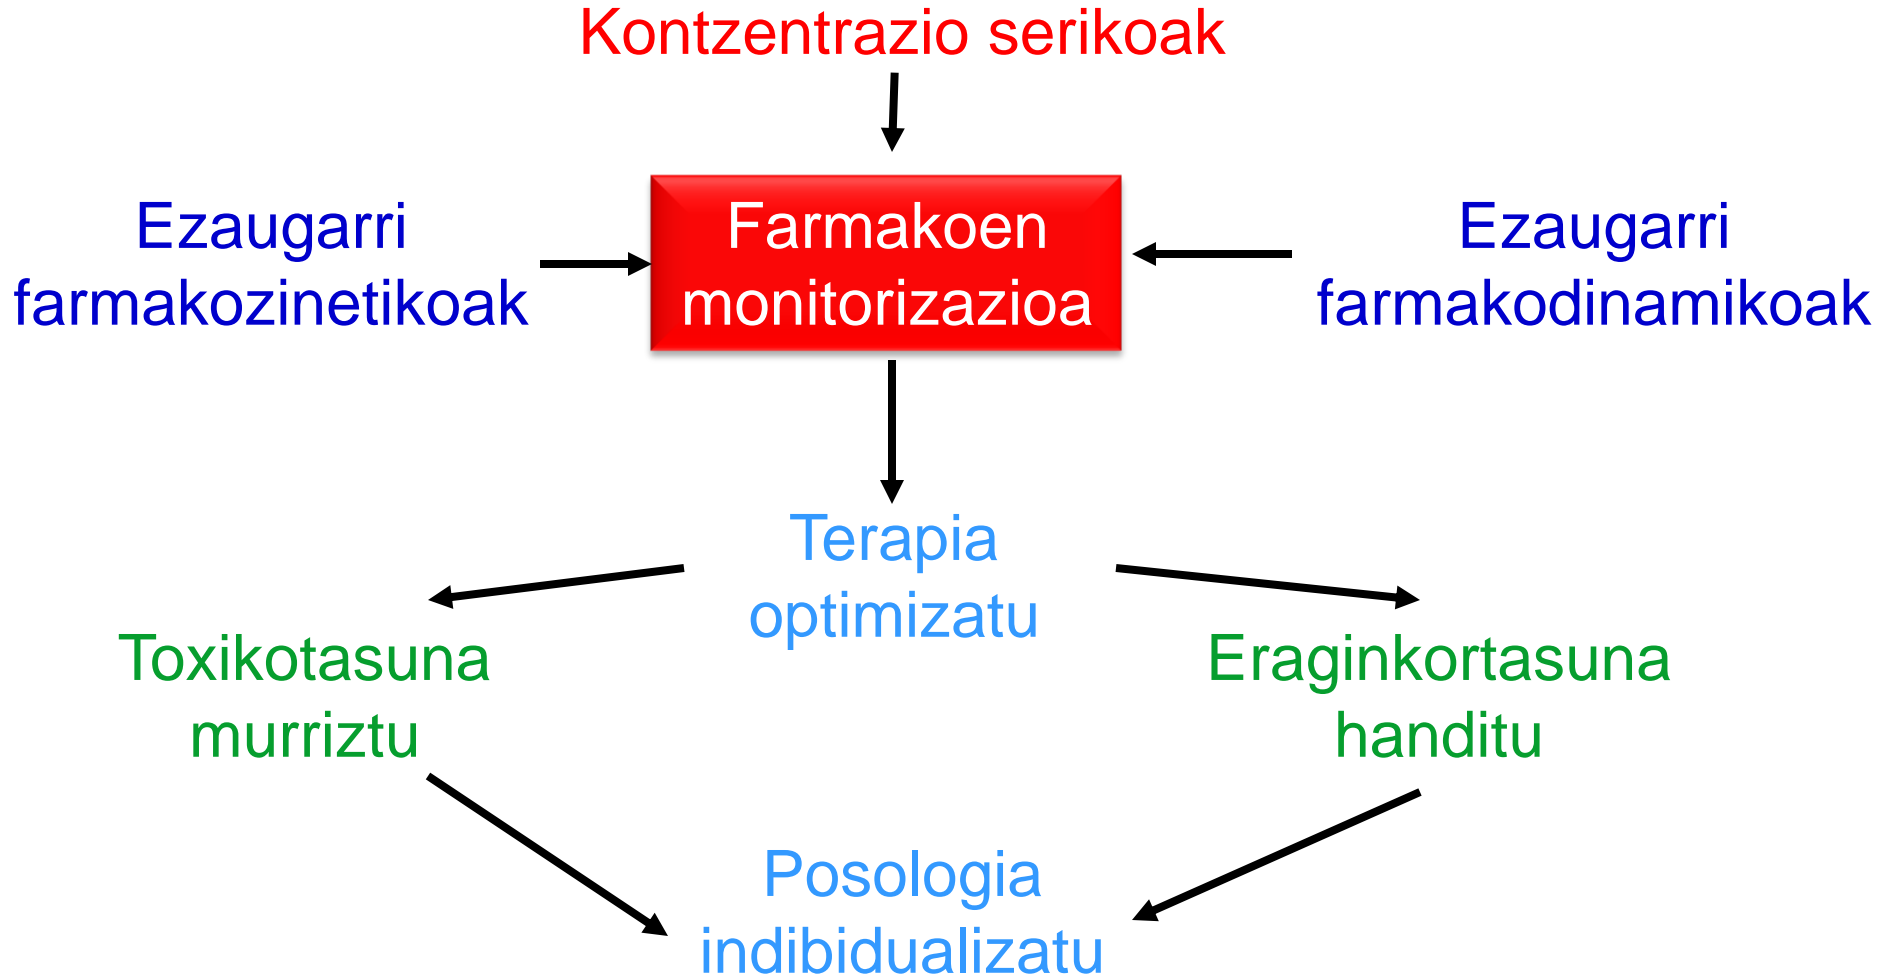 Kontzentrazio serikoak
Ezaugarri
farmakozinetikoak
Farmakoen
monitorizazioa
Ezaugarri
farmakodinamikoak
Terapia
optimizatu
Toxikotasuna
murriztu
Eraginkortasuna
handitu
Posologia
indibidualizatu